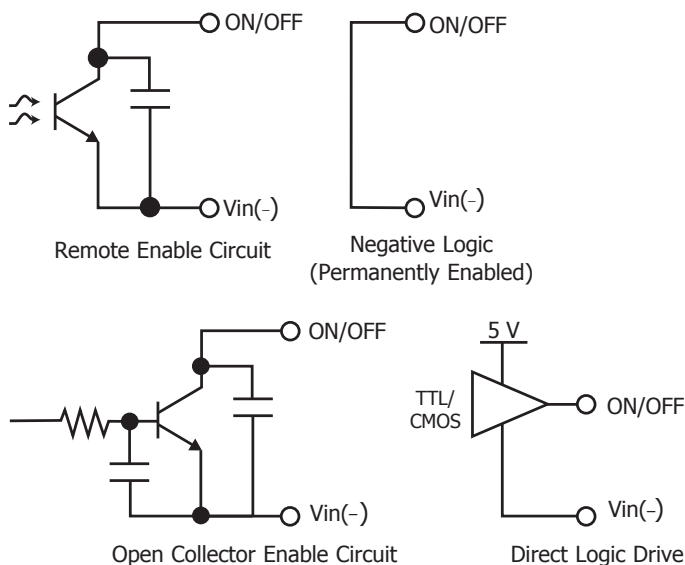 ON/OFF
Vin(−)
Remote Enable Circuit
ON/OFF
Vin(−)
Negative Logic
(Permanently Enabled)
ON/OFF
Vin(−)
Open Collector Enable Circuit
5 V
TTL/
CMOS
ON/OFF
Vin(−)
Direct Logic Drive